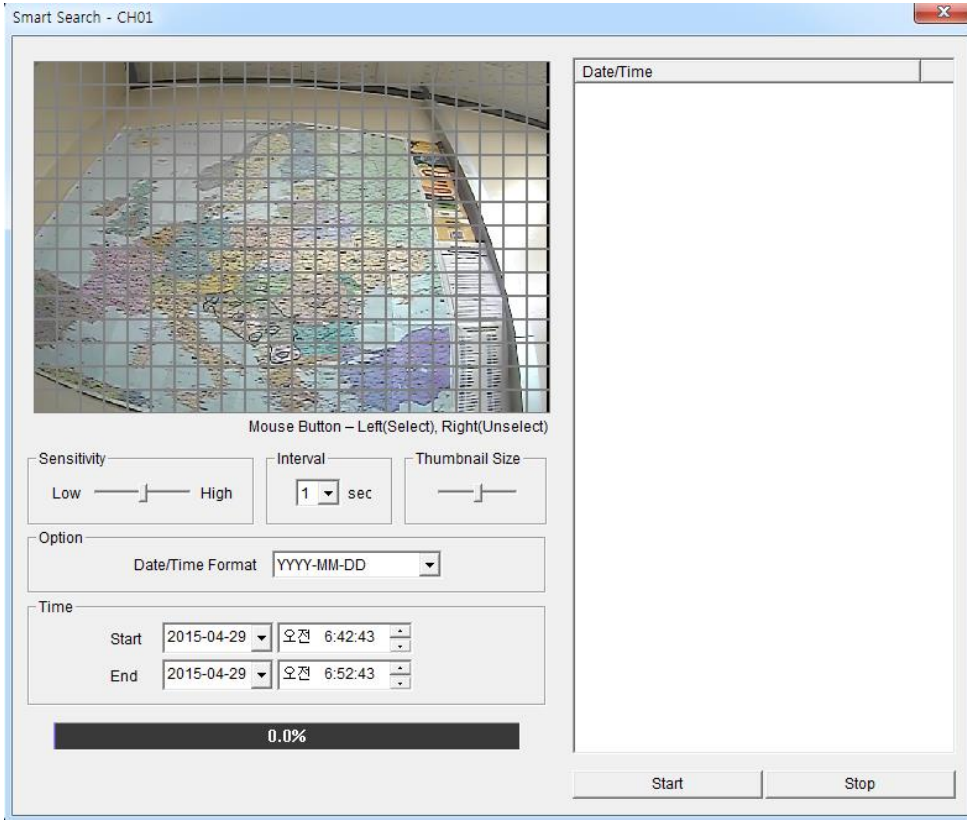 Smart Search - CH01
Date/Time
Mouse Button – Left(Select), Right(Unselect)
Sensitivity
Low
High
Interval
1
sec
Thumbnail Size
Option
Date/Time Format
YYYY-MM-DD
Time
Start
2015-04-29
오전 6:42:43
End
2015-04-29
오전 6:52:43
0.0%
Start
Stop